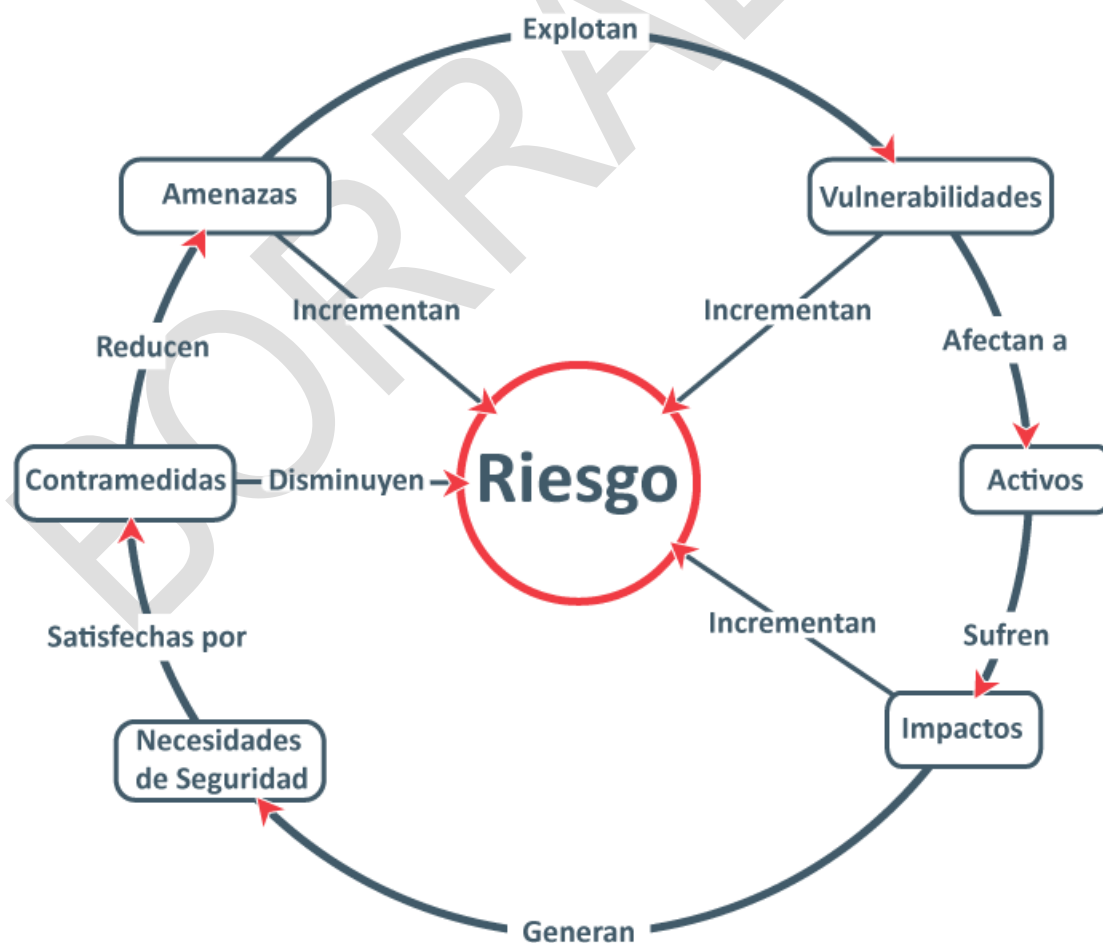 Explotan
Amenazas
Vulnerabilidades
Incrementan
Incrementan
Reducen
Afectan a
Contramedidas
Disminuyen
Riesgo
Activos
Incrementan
Satisfechas por
Sufren
Necesidades
de Seguridad
Impactos
Generan